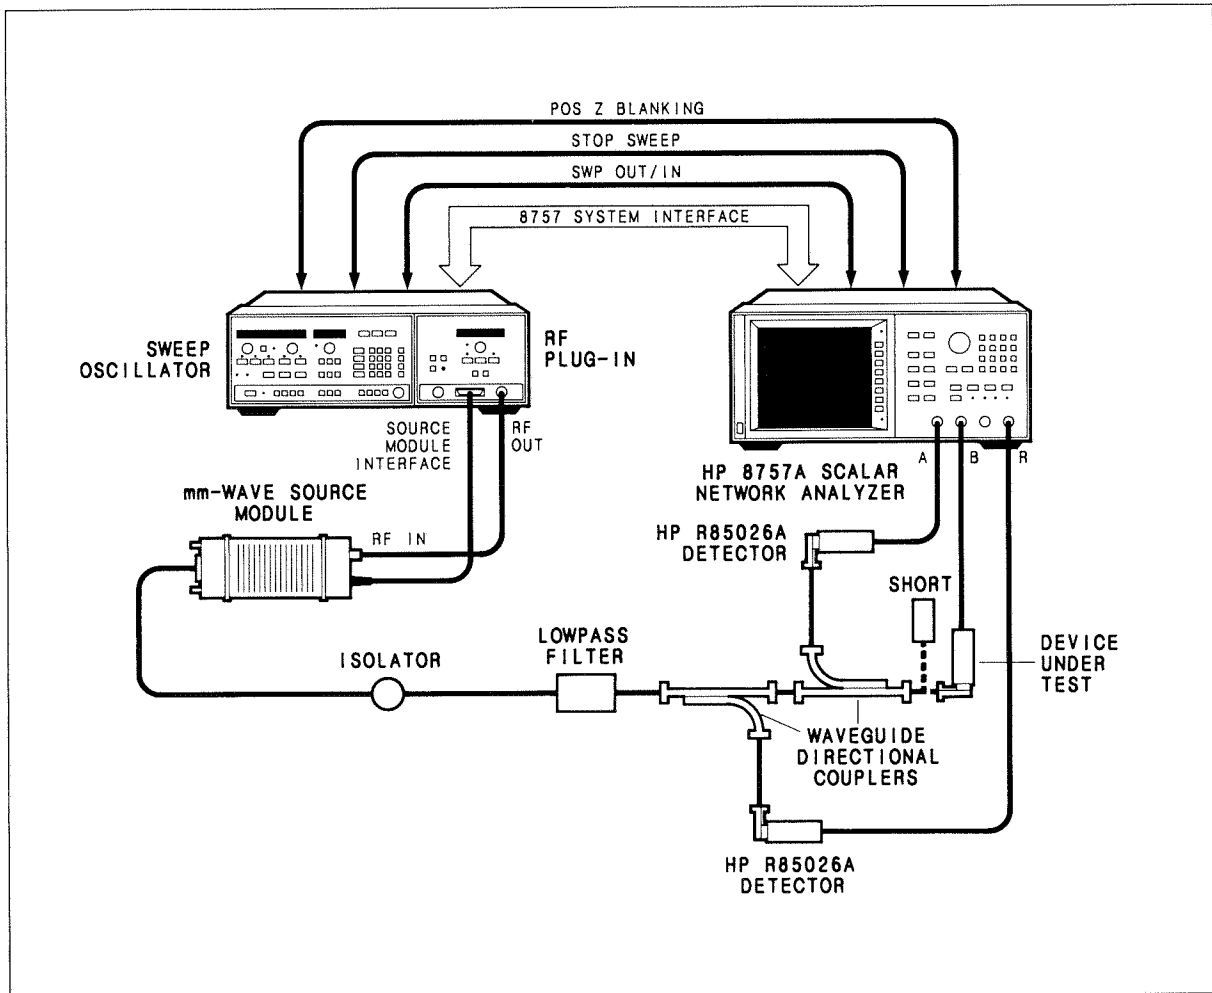 POS Z BLANKING
STOP SWEEP
SWP OUT/IN
8757 SYSTEM INTERFACE
SWEEP
OSCILLATOR
RF
PLUG-IN
SOURCE
MODULE
INTERFACE
RF
OUT
A
B
R
HP 8757A SCALAR
NETWORK ANALYZER
mm-WAVE SOURCE
MODULE
RF IN
HP R85026A
DETECTOR
SHORT
ISOLATOR
LOWPASS
FILTER
DEVICE
UNDER
TEST
WAVEGUIDE
DIRECTIONAL
COUPLERS
HP R85026A
DETECTOR